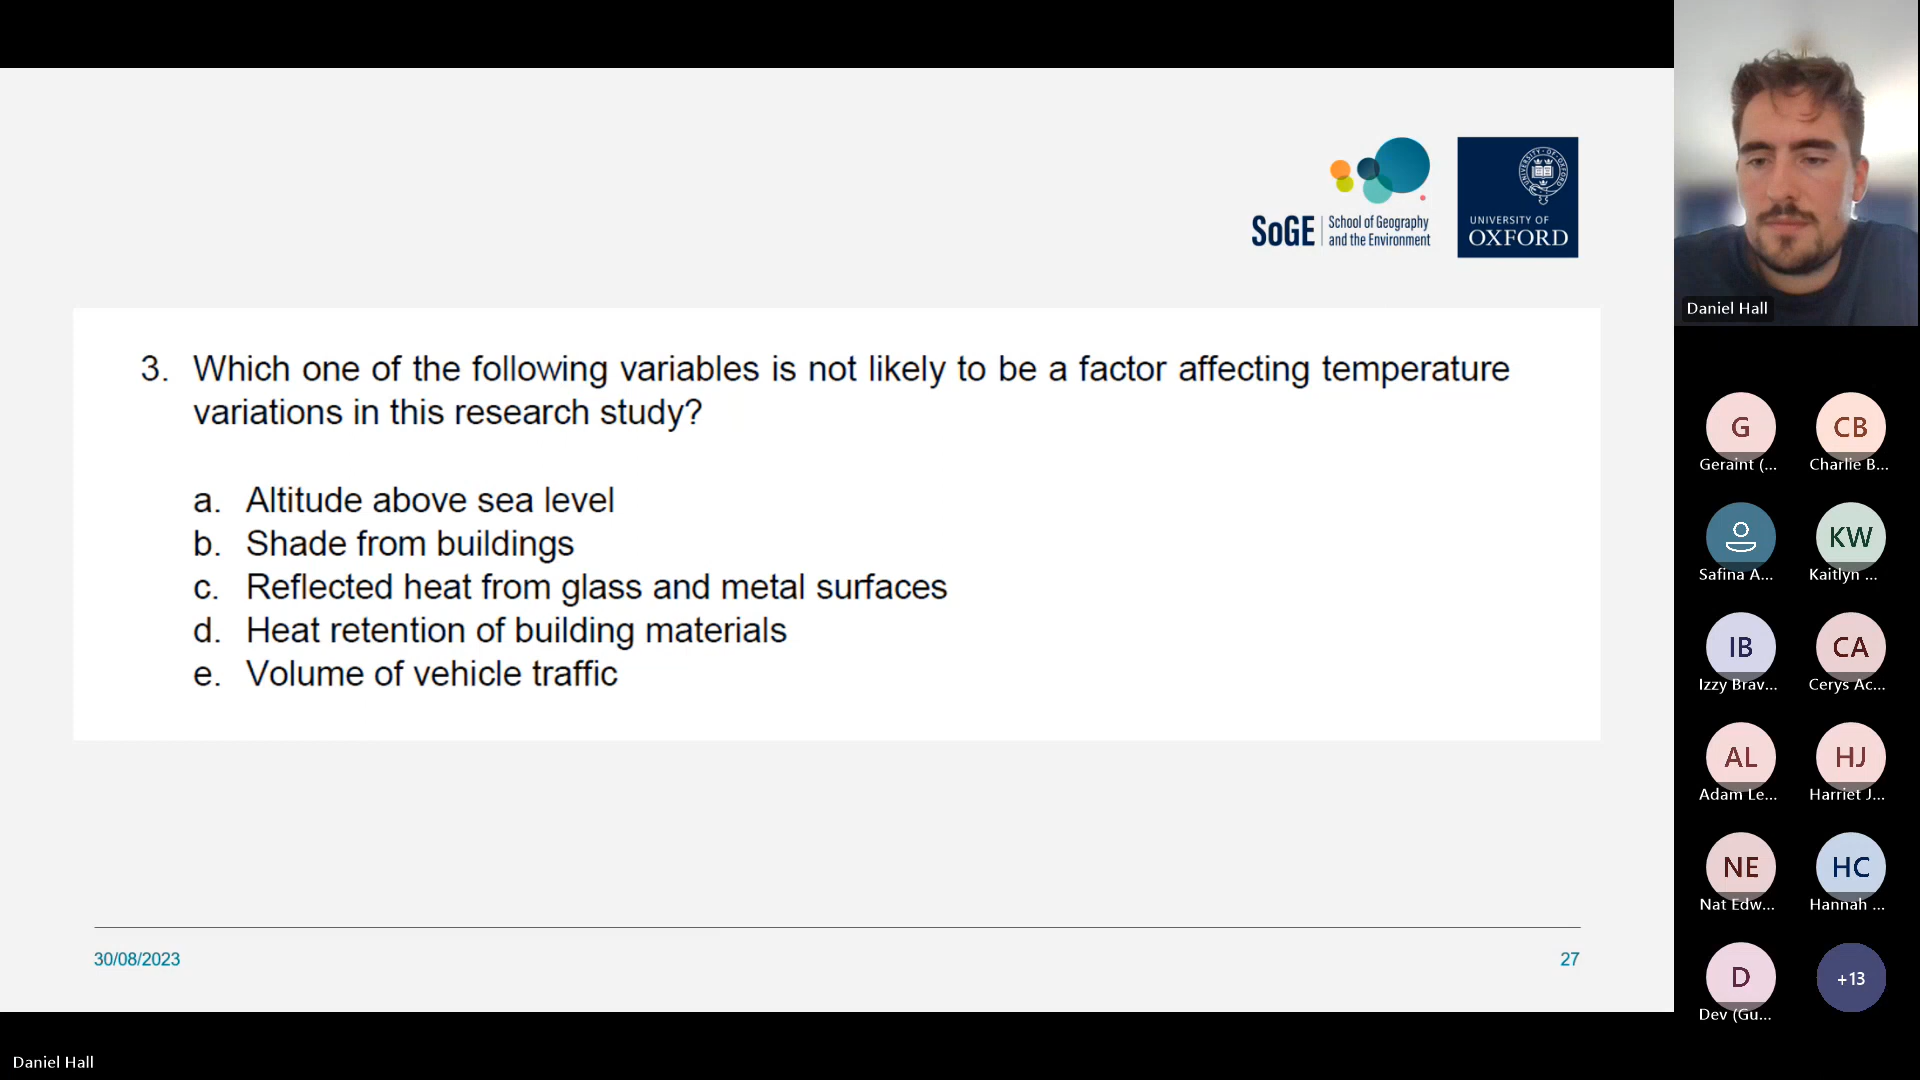 SoGE
School of Geography
and the Environment
UNIVERSITY OF
OXFORD
3. Which one of the following variables is not likely to be a factor affecting temperature
variations in this research study?
a. Altitude above sea level
b. Shade from buildings
c. Reflected heat from glass and metal surfaces
d. Heat retention of building materials
e. Volume of vehicle traffic
30/08/2023
27
Daniel Hall
G
CB
Geraint (...
Charlie B...
KW
Safina A...
Kaitlyn ...
IB
CA
Izzy Brav...
Cerys Ac...
AL
HJ
Adam Le...
Harriet J...
NE
HC
Nat Edw...
Hannah ...
D
+13
Dev (Gu...
Daniel Hall